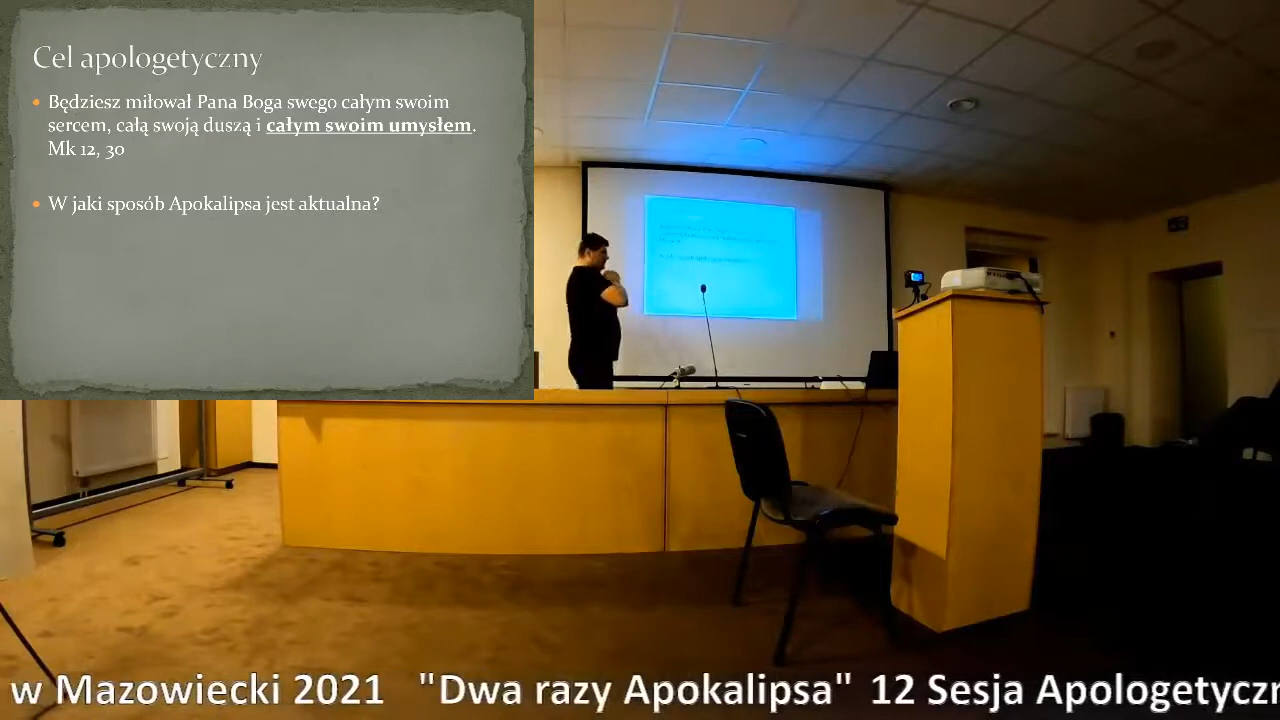 Cel apologetyczny
• Będziesz miłował Pana Boga swego całym swoim
sercem, całą swoją duszą i całym swoim umysłem.
Mk 12, 30
• W jaki sposób Apokalipsa jest aktualna?
w Mazowiecki 2021 "Dwa razy Apokalipsa" 12 Sesja Apologetyczn